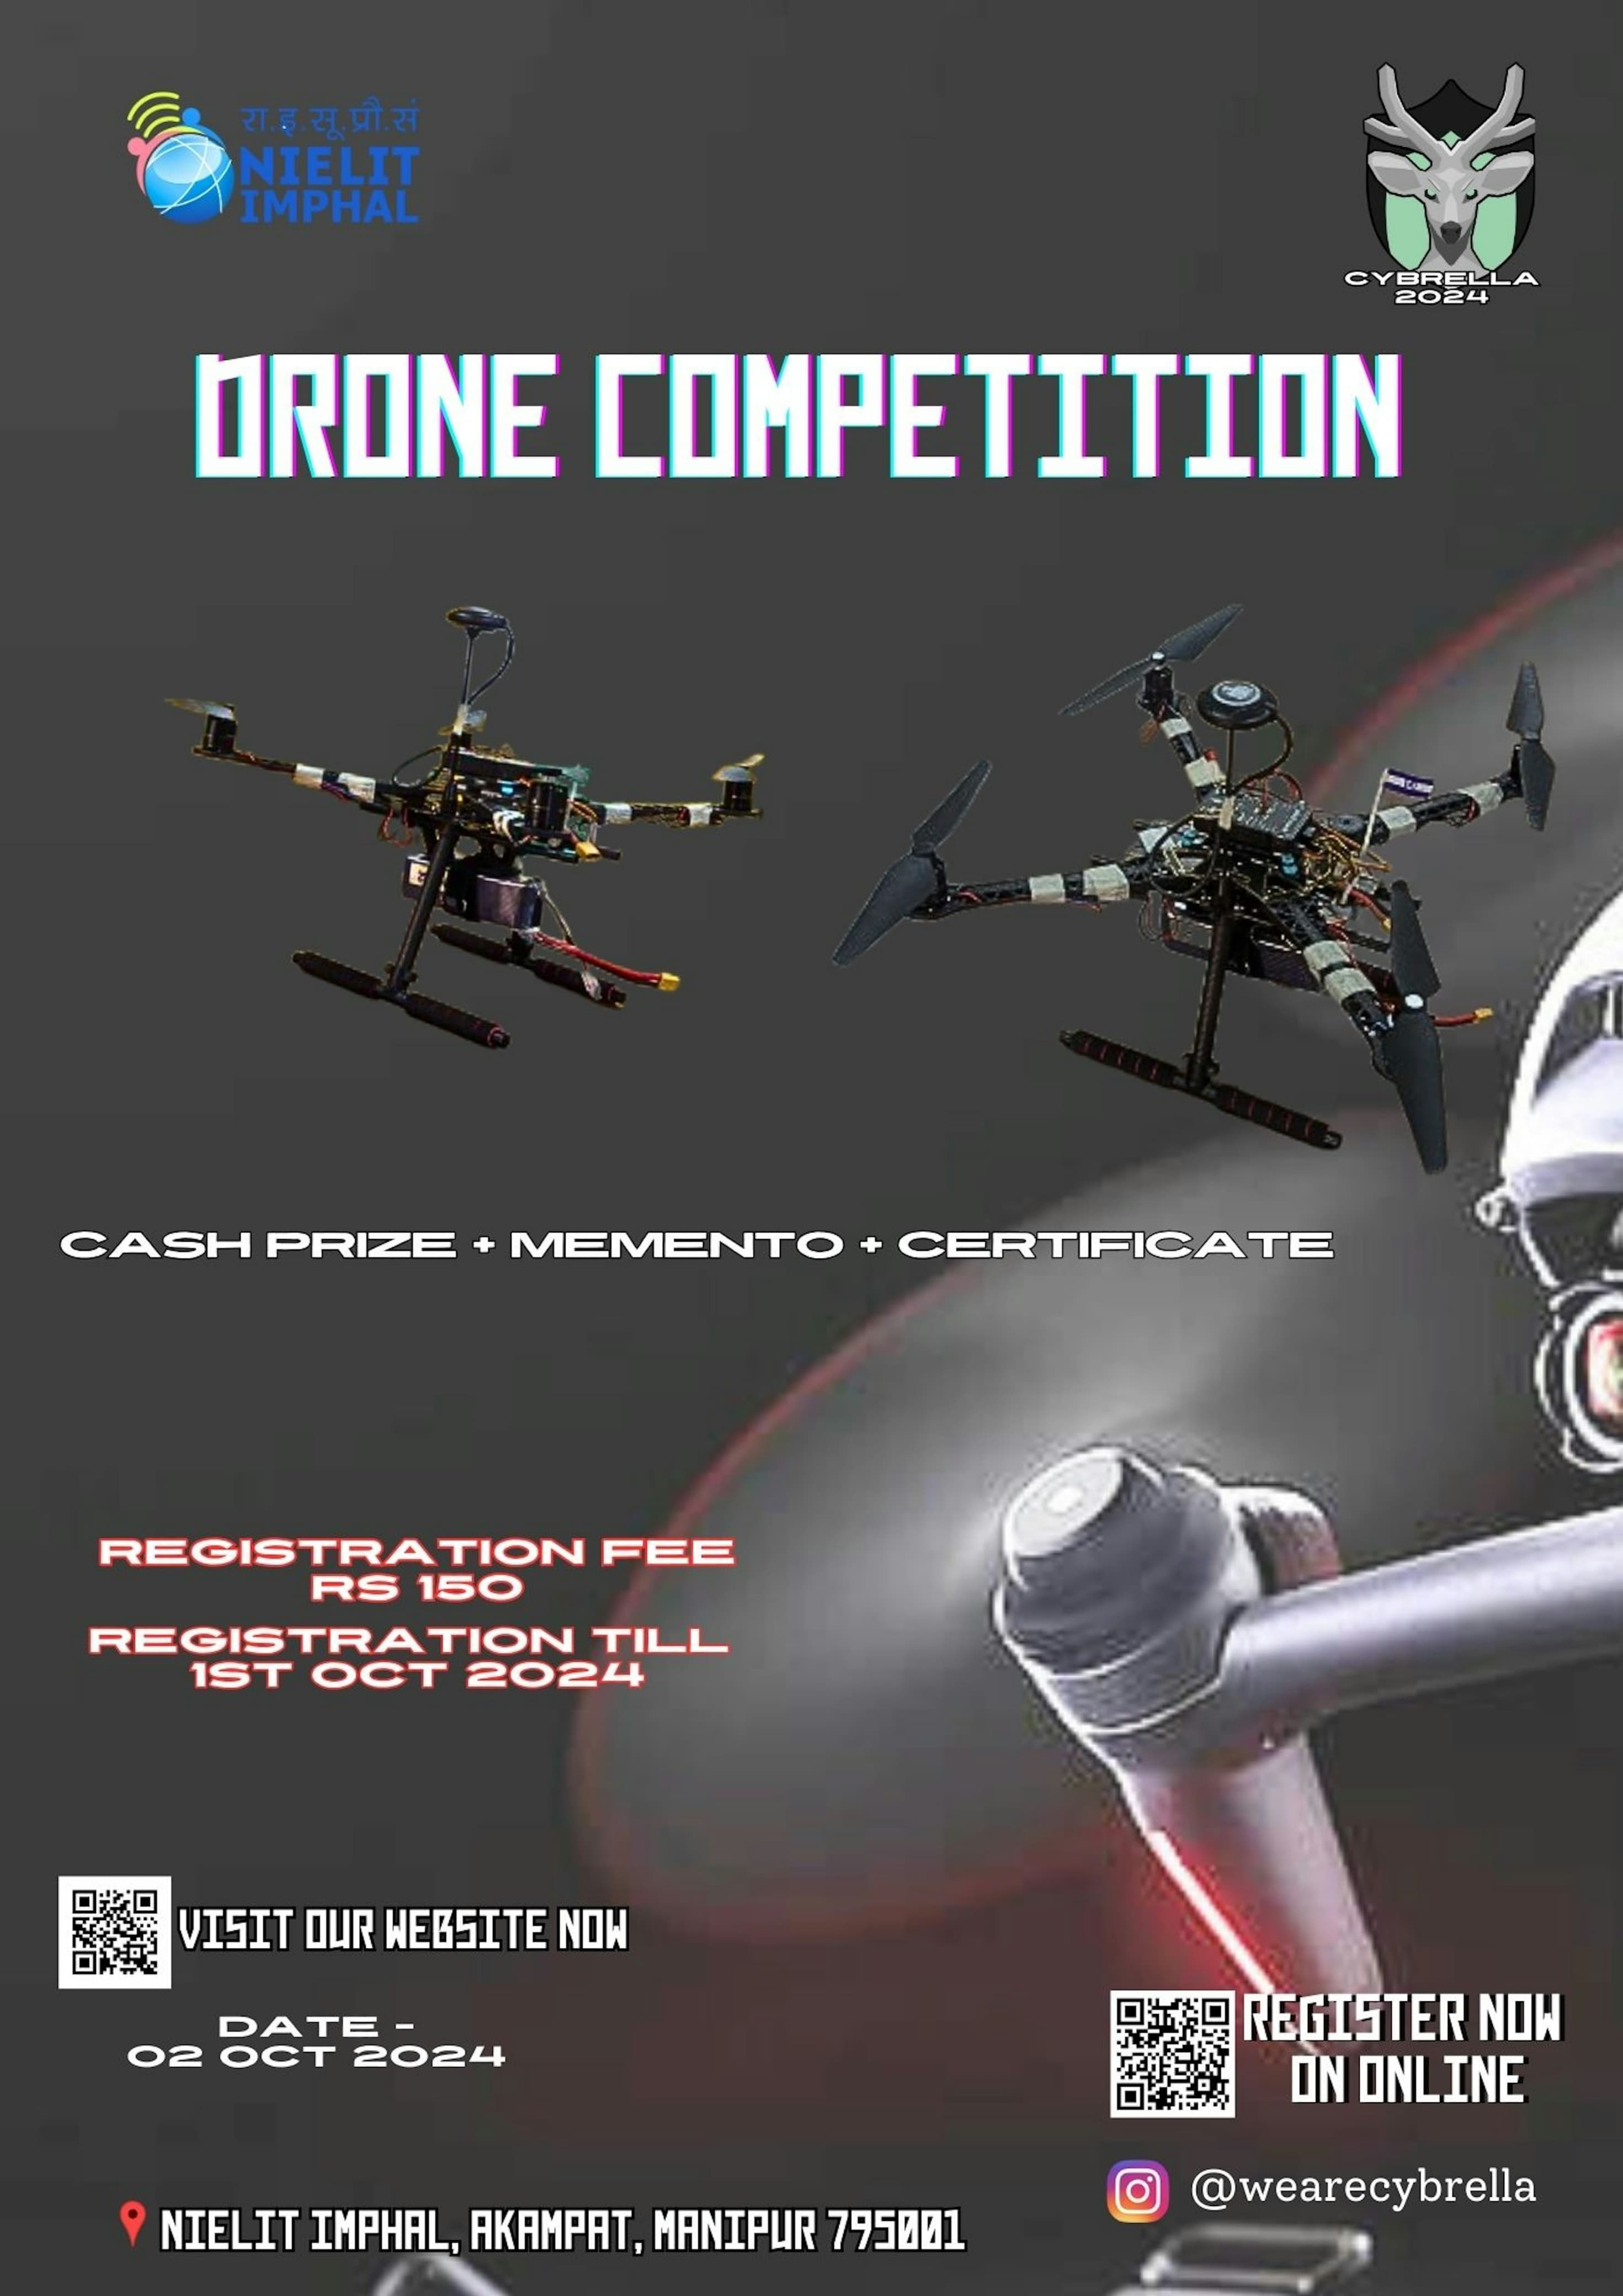 रा.इ.सू.प्रौ.सं
NIELIT
IMPHAL
CYBRELLA
2024
DRONE COMPETITION
CASH PRIZE + MEMENTO + CERTIFICATE
REGISTRATION FEE
RS 150
REGISTRATION TILL
1ST OCT 2024
VISIT OUR WEBSITE NOW
DATE -
02 OCT 2024
REGISTER NOW
ON ONLINE
@wearecybrella
NIELIT IMPHAL, AKAMPAT, MANIPUR 795001